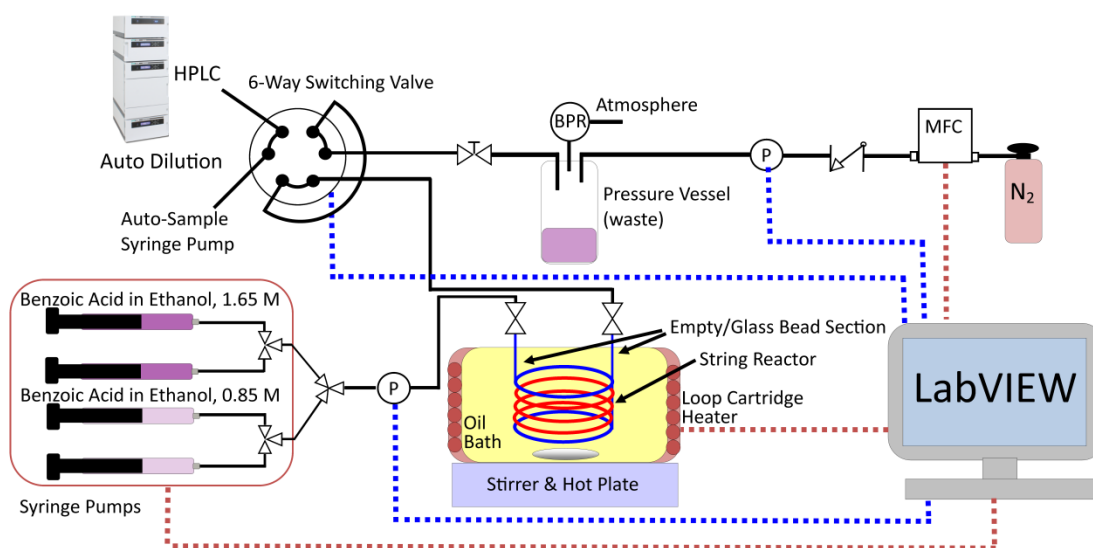 HPLC
6-Way Switching Valve
Auto Dilution
Auto-Sample
Syringe Pump
BPR
Atmosphere
Pressure Vessel
(waste)
P
MFC
N₂
Benzoic Acid in Ethanol, 1.65 M
Benzoic Acid in Ethanol, 0.85 M
Syringe Pumps
P
Empty/Glass Bead Section
String Reactor
Loop Cartridge
Heater
Oil
Bath
Stirrer & Hot Plate
LabVIEW